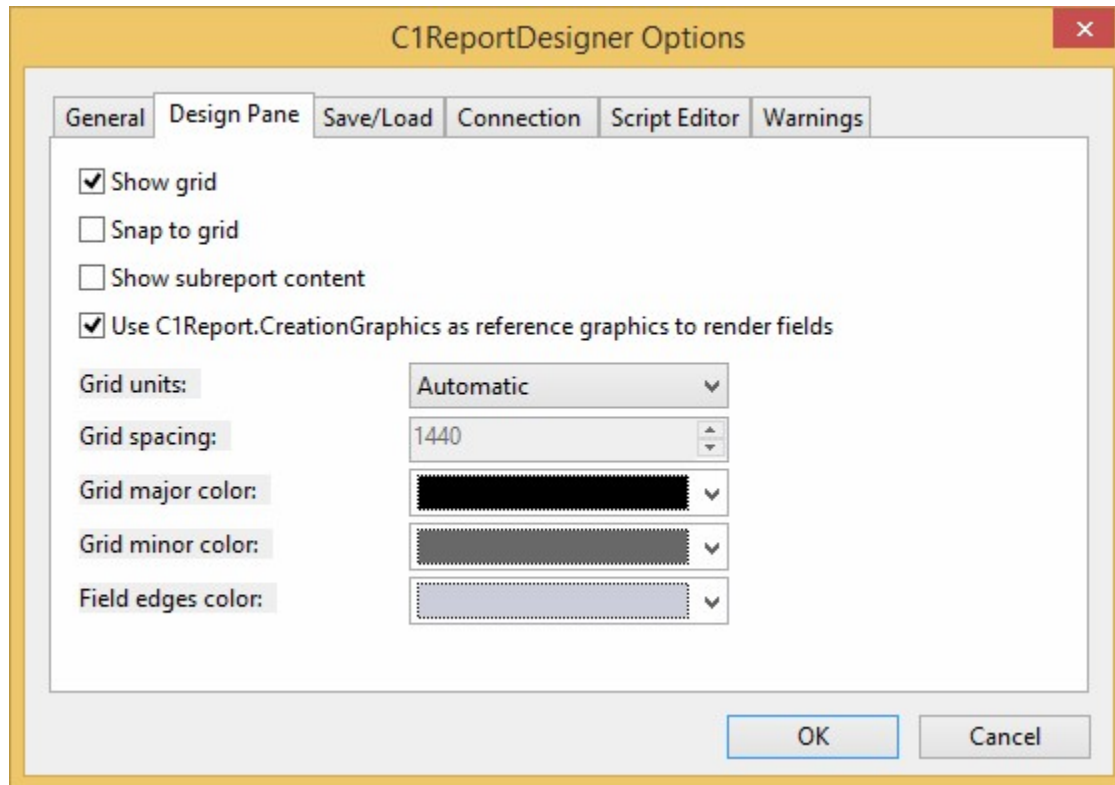 C1ReportDesigner Options
General Design Pane Save/Load Connection Script Editor Warnings
Show grid
Snap to grid
Show subreport content
Use C1Report.CreationGraphics as reference graphics to render fields
Grid units: Automatic
Grid spacing: 1440
Grid major color:
Grid minor color:
Field edges color:
OK Cancel